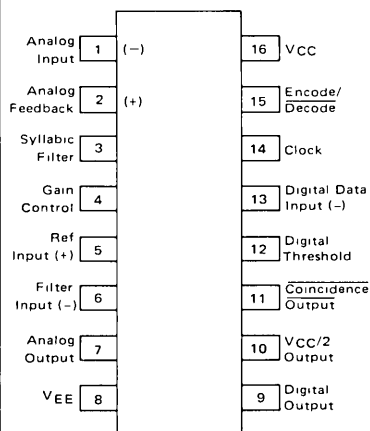 Analog
Input
1
(−)
Analog
Feedback
2
(+)
Syllabic
Filter
3
Gain
Control
4
Ref
Input (+)
5
Filter
Input (−)
6
Analog
Output
7
VEE
8
16
VCC
15
Encode/
Decode
14
Clock
13
Digital Data
Input (−)
12
Digital
Threshold
11
Coincidence
Output
10
VCC/2
Output
9
Digital
Output